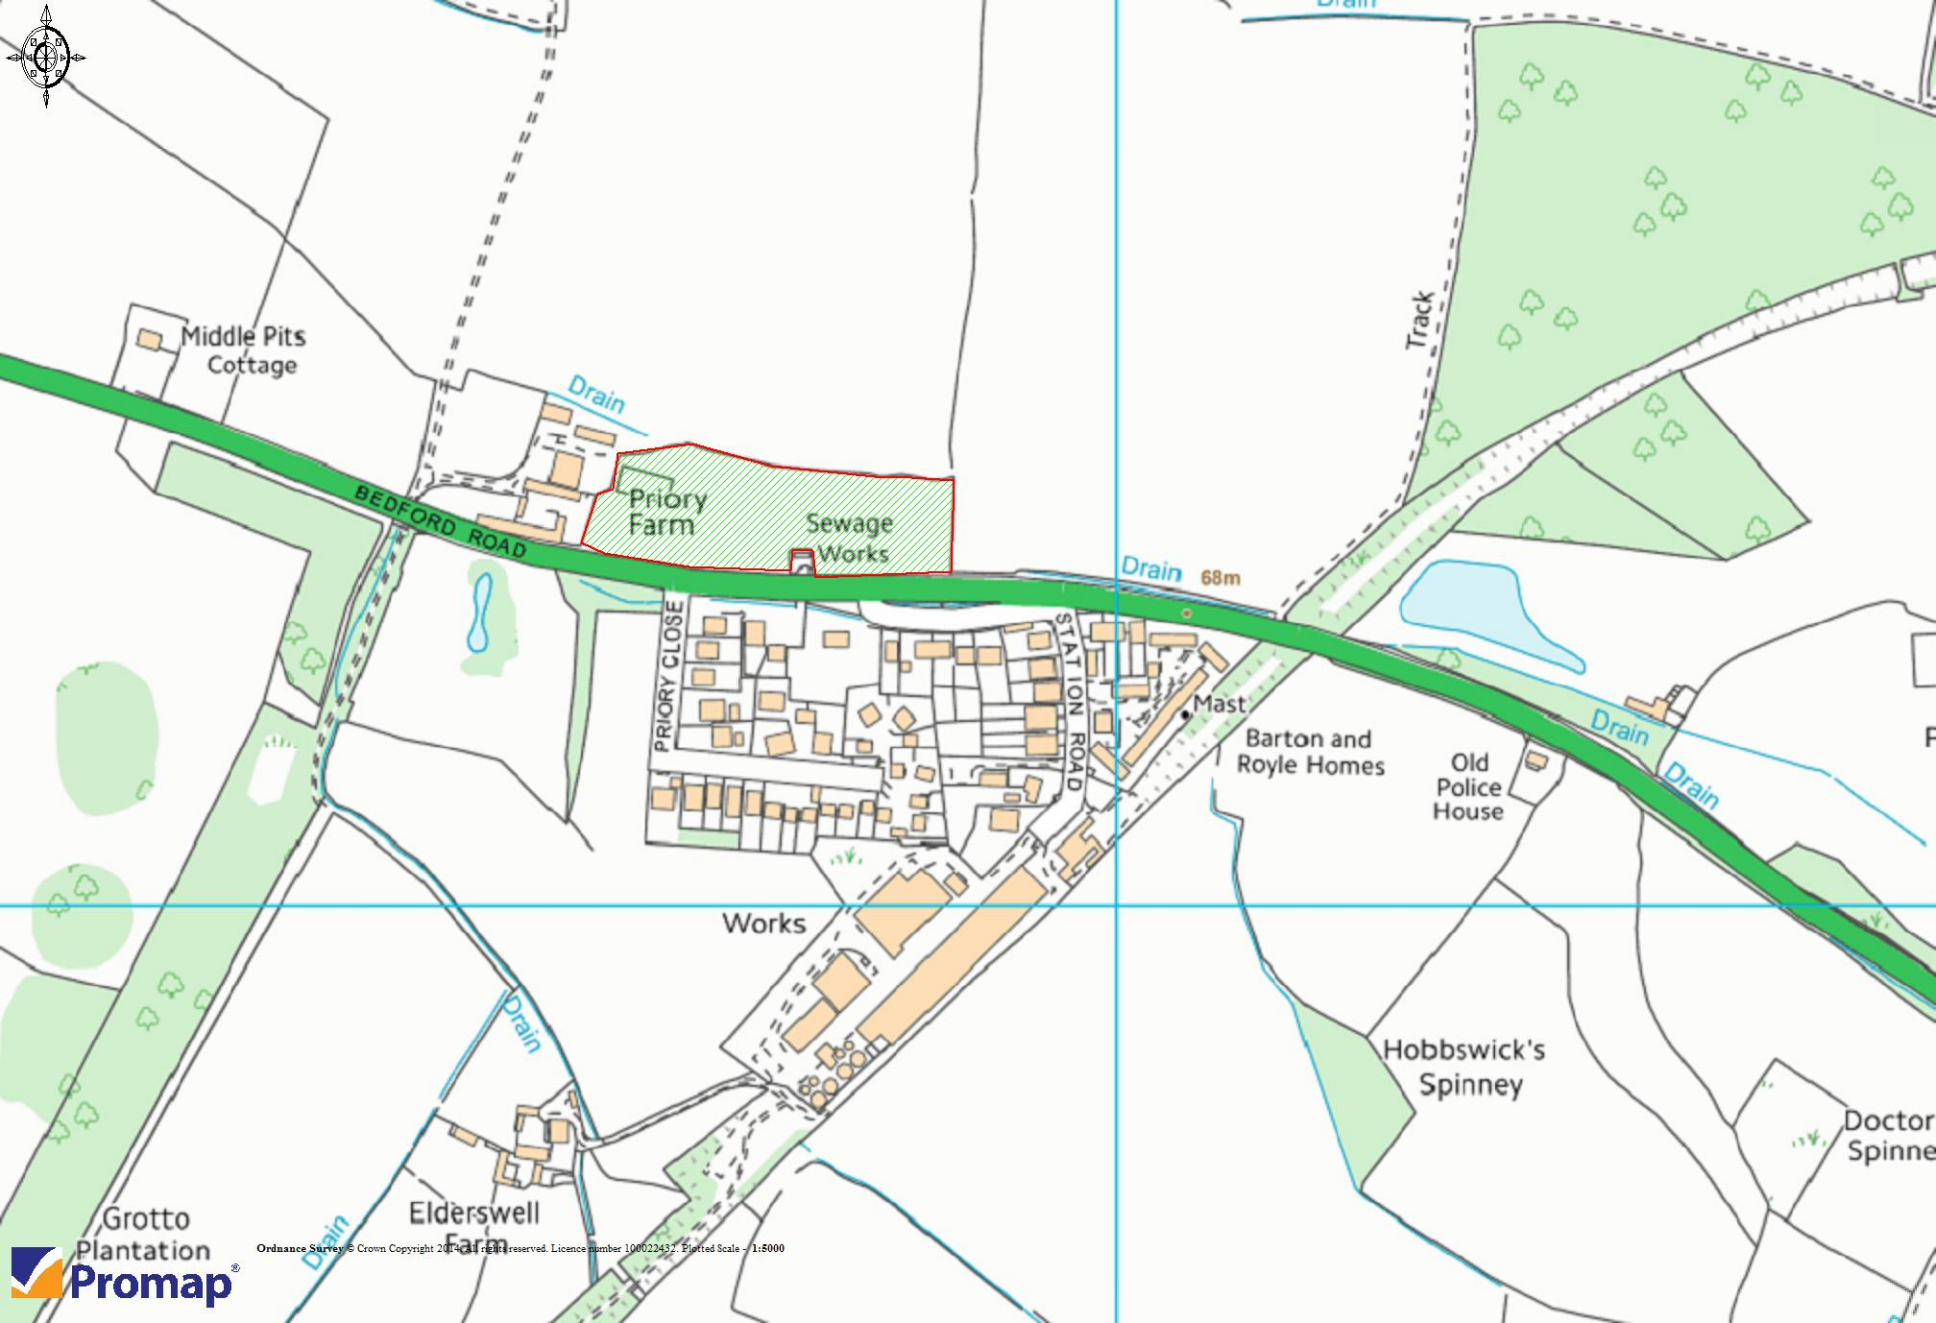 Drain
Track
Middle Pits
Cottage
Drain
BEDFORD ROAD
Priory
Farm
Sewage
Works
Drain
68m
PRIORY CLOSE
STATION ROAD
Mast
Barton and
Royle Homes
Old
Police
House
Drain
Drain
Works
Drain
Hobbswick's
Spinney
Doctor
Spinne
Elderswell
Farm
Grotto
Plantation
Drain
Ordnance Survey © Crown Copyright 2014. All rights reserved. Licence number 100022432. Plotted Scale - 1:5000
Promap®